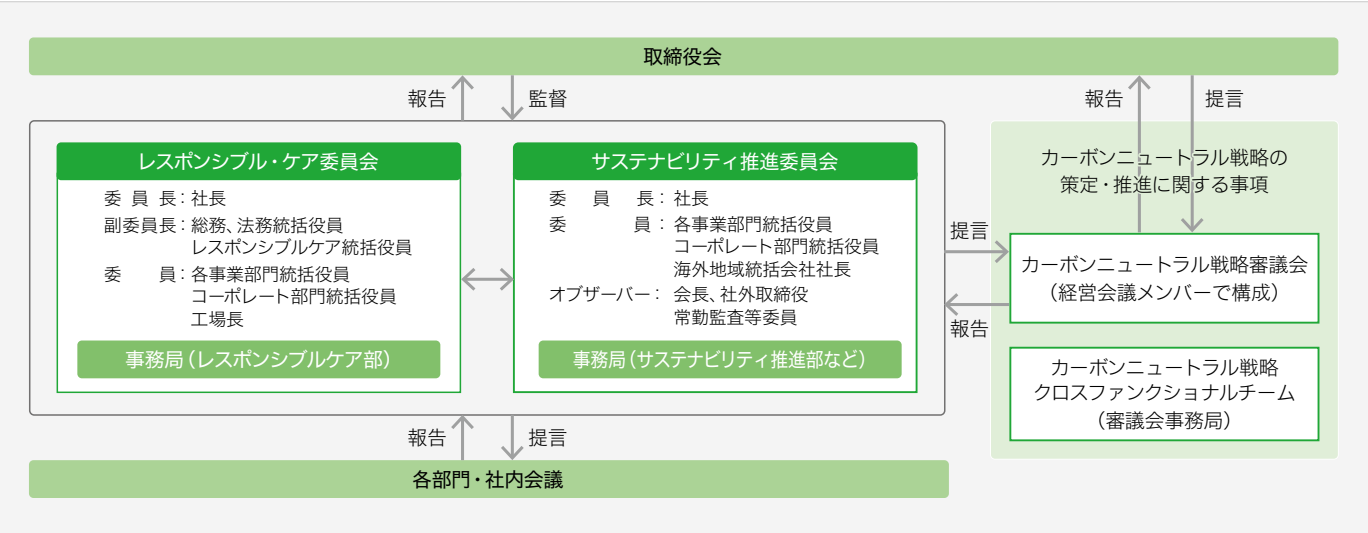 取締役会
報告
監督
報告
提言
レスポンシブル・ケア委員会
委員長：社長
副委員長：総務、法務統括役員
レスポンシブルケア統括役員
委員：各事業部門統括役員
コーポレート部門統括役員
工場長
事務局（レスポンシブルケア部）
サステナビリティ推進委員会
委員長：社長
委員：各事業部門統括役員
コーポレート部門統括役員
海外地域統括会社社長
オブザーバー：会長、社外取締役
常勤監査等委員
事務局（サステナビリティ推進部など）
提言
報告
カーボンニュートラル戦略の
策定・推進に関する事項
カーボンニュートラル戦略審議会
（経営会議メンバーで構成）
カーボンニュートラル戦略
クロスファンクショナルチーム
（審議会事務局）
報告
提言
各部門・社内会議